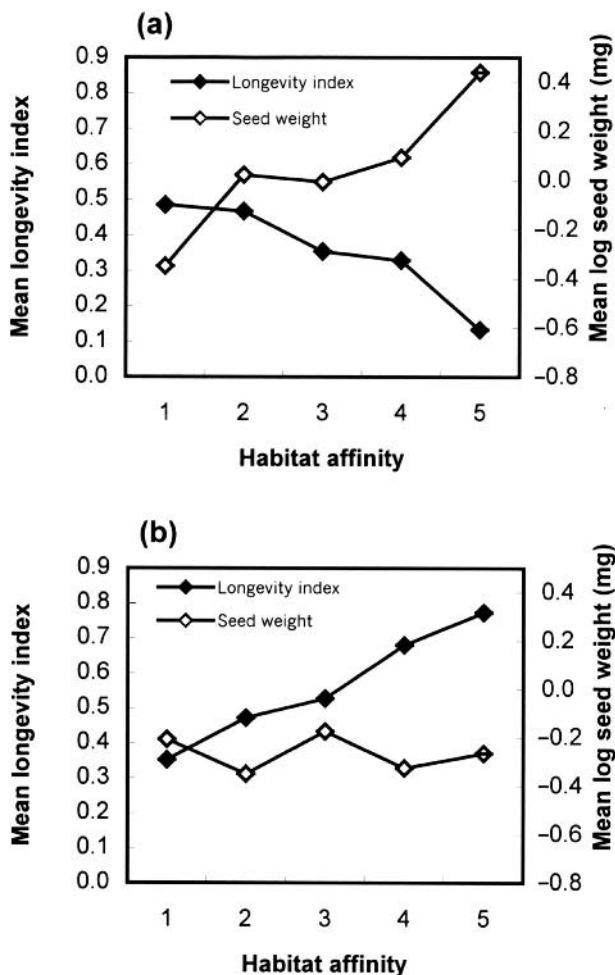 (a)
Mean longevity index
0.9
0.8
0.7
0.6
0.5
0.4
0.3
0.2
0.1
0.0
Longevity index
Seed weight
0.4
0.2
0.0
−0.2
−0.4
−0.6
−0.8
Mean log seed weight (mg)
1 2 3 4 5
Habitat affinity
(b)
Mean longevity index
0.9
0.8
0.7
0.6
0.5
0.4
0.3
0.2
0.1
0.0
Longevity index
Seed weight
0.4
0.2
0.0
−0.2
−0.4
−0.6
−0.8
Mean log seed weight (mg)
1 2 3 4 5
Habitat affinity